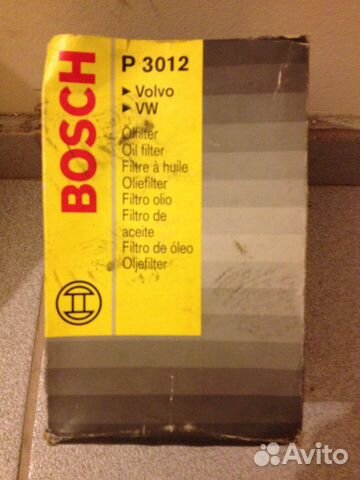 BOSCH
P 3012
► Volvo
► VW
Ölfilter
Oil filter
Filtre à huile
Oliefilter
Filtro olio
Filtro de
aceite
Filtro de óleo
Oljefilter
Avito